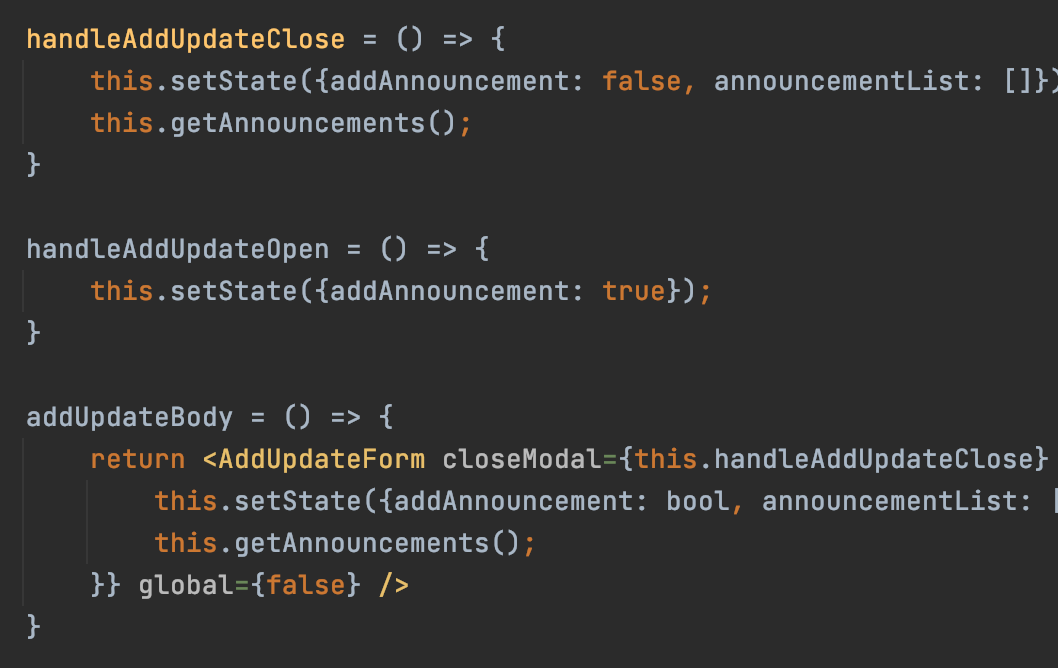 handleAddUpdateClose = () => {
    this.setState({addAnnouncement: false, announcementList: []})
    this.getAnnouncements();
}
handleAddUpdateOpen = () => {
    this.setState({addAnnouncement: true});
}
addUpdateBody = () => {
    return <AddUpdateForm closeModal={this.handleAddUpdateClose}
        this.setState({addAnnouncement: bool, announcementList: [
        this.getAnnouncements();
    }} global={false} />
}